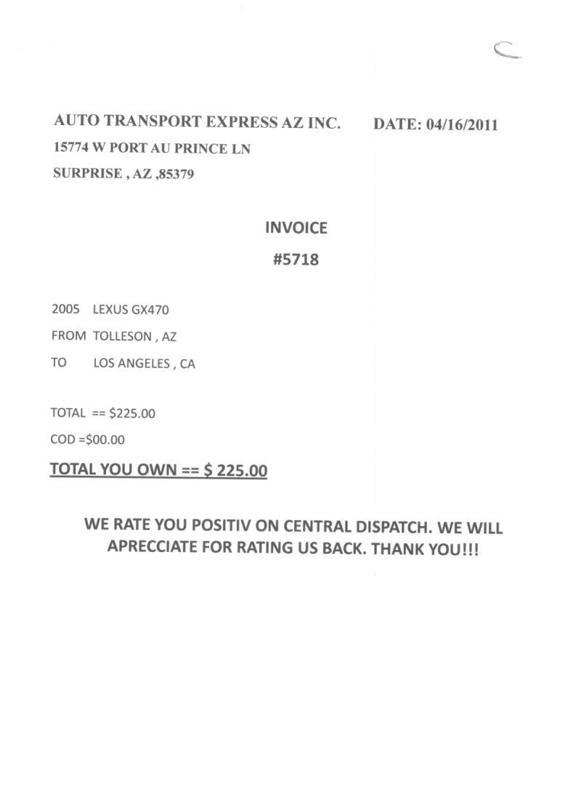 AUTO TRANSPORT EXPRESS AZ INC. DATE: 04/16/2011
15774 W PORT AU PRINCE LN
SURPRISE , AZ ,85379
INVOICE
#5718
2005 LEXUS GX470
FROM TOLLESON , AZ
TO LOS ANGELES , CA
TOTAL == $225.00
COD =$00.00
TOTAL YOU OWN == $ 225.00
WE RATE YOU POSITIV ON CENTRAL DISPATCH. WE WILL
APRECCIATE FOR RATING US BACK. THANK YOU!!!